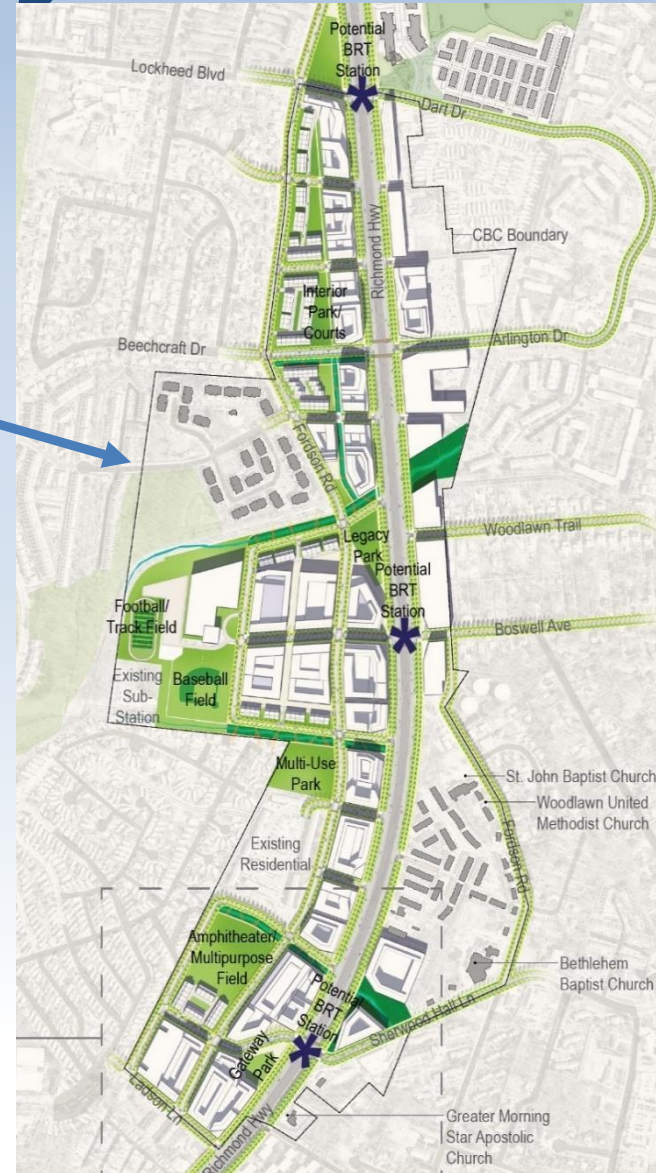 Potential
BRT
Station
Lockheed Blvd
Dart Dr
Richmond Hwy
CBC Boundary
Interior
Park/
Courts
Beechcraft Dr
Arlington Dr
Fordson Rd
Legacy
Park
Woodlawn Trail
Potential
BRT
Station
Football/
Track Field
Boswell Ave
Existing
Sub-
Station
Baseball
Field
Multi-Use
Park
St. John Baptist Church
Woodlawn United
Methodist Church
Fordson Rd
Existing
Residential
Amphitheater/
Multipurpose
Field
Bethlehem
Baptist Church
Potential
BRT
Station
Sherwood Hall Ln
Gateway
Park
Ladson Ln
Richmond Hwy
Greater Morning
Star Apostolic
Church